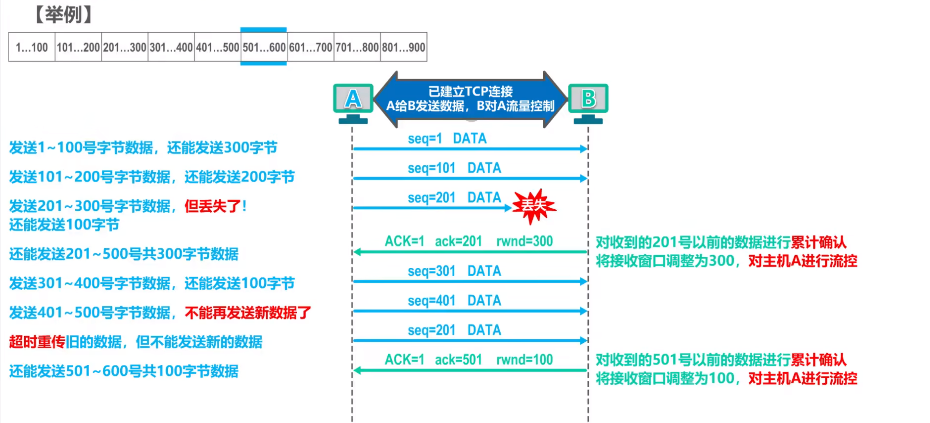 【举例】
1...100 101...200 201...300 301...400 401...500 501...600 601...700 701...800 801...900
A
已建立TCP连接
A给B发送数据，B对A流量控制
B
seq=1 DATA
发送1~100号字节数据，还能发送300字节
seq=101 DATA
发送101~200号字节数据，还能发送200字节
seq=201 DATA
丢失
发送201~300号字节数据，但丢失了！
还能发送100字节
ACK=1 ack=201 rwnd=300
对收到的201号以前的数据进行累计确认
将接收窗口调整为300，对主机A进行流控
还能发送201~500号共300字节数据
seq=301 DATA
发送301~400号字节数据，还能发送100字节
seq=401 DATA
发送401~500号字节数据，不能再发送新数据了
seq=201 DATA
超时重传旧的数据，但不能发送新的数据
ACK=1 ack=501 rwnd=100
对收到的501号以前的数据进行累计确认
将接收窗口调整为100，对主机A进行流控
还能发送501~600号共100字节数据